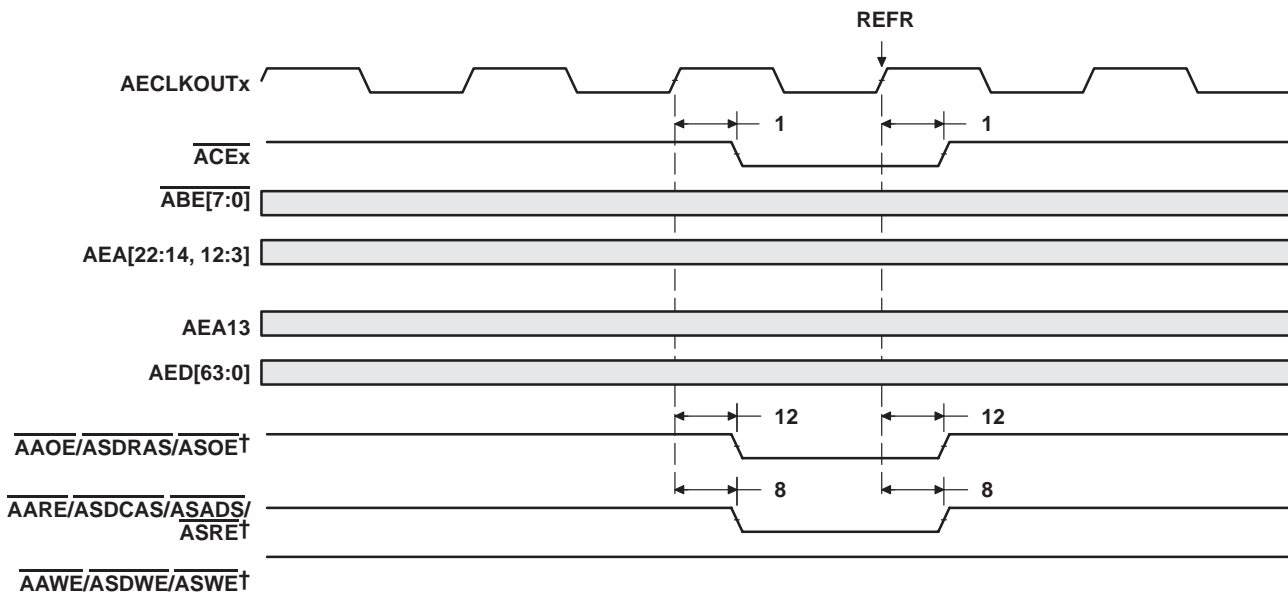 REFR
AECLKOUTx
1 1
ACEx
ABE[7:0]
AEA[22:14, 12:3]
AEA13
AED[63:0]
12 12
AAOE/ASDRAS/ASOE†
8 8
AARE/ASDCAS/ASADS/
ASRE†
AAWE/ASDWE/ASWE†